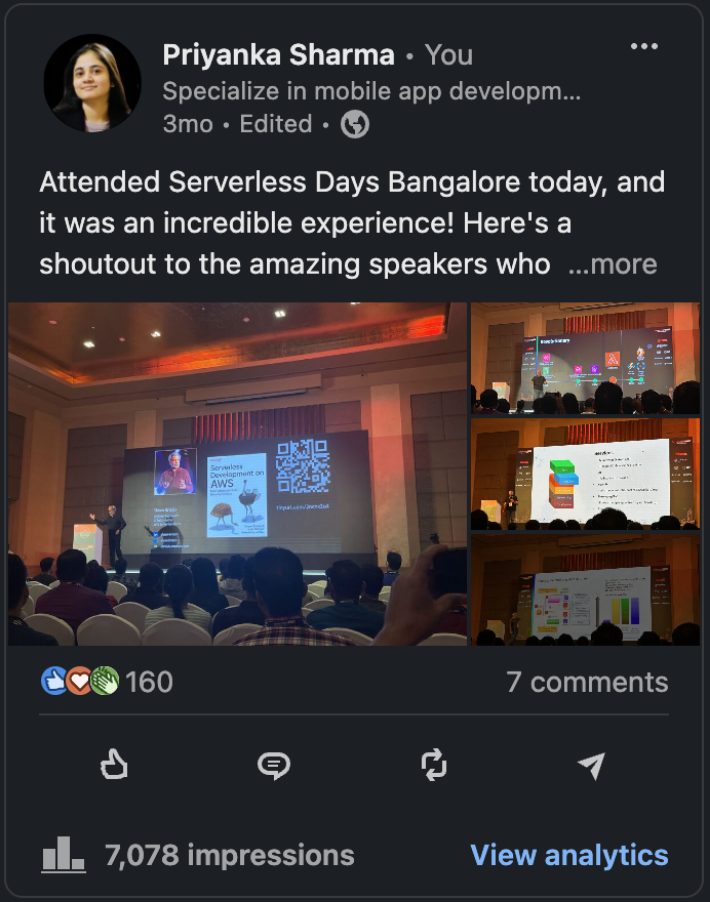 Priyanka Sharma • You
Specialize in mobile app developm...
3mo • Edited •
Attended Serverless Days Bangalore today, and
it was an incredible experience! Here's a
shoutout to the amazing speakers who ...more
Serverless
Development on
AWS
160
7 comments
7,078 impressions
View analytics